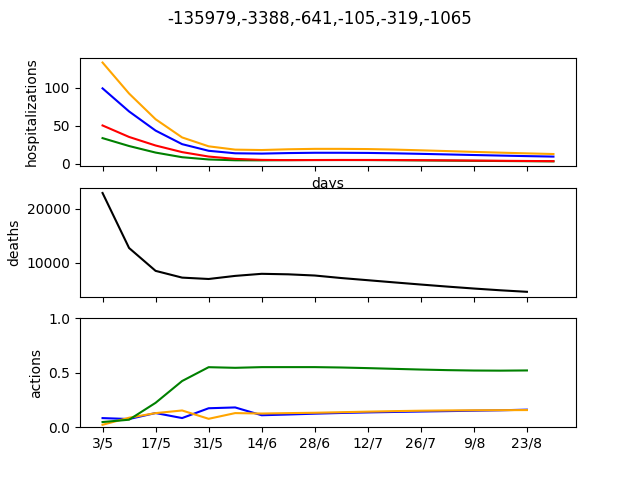 -135979,-3388,-641,-105,-319,-1065
hospitalizations
100
50
0
days
deaths
20000
10000
actions
1.0
0.5
0.0
3/5 17/5 31/5 14/6 28/6 12/7 26/7 9/8 23/8